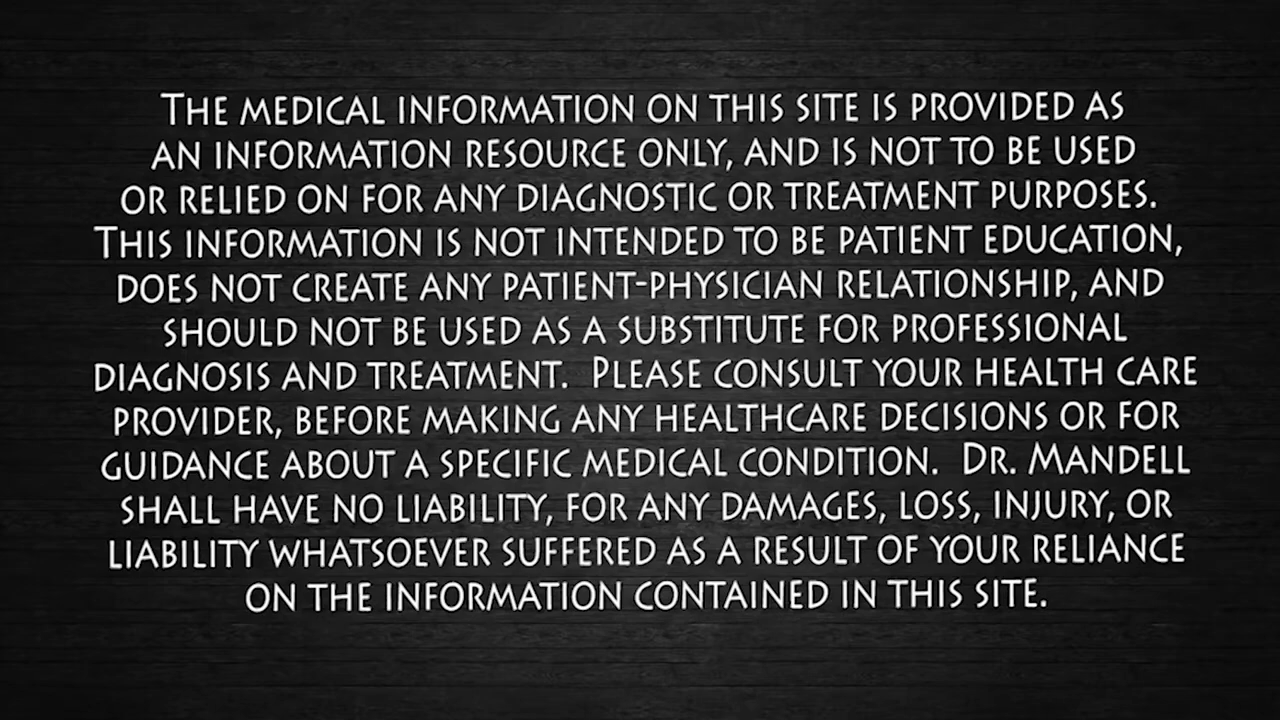 The medical information on this site is provided as
an information resource only, and is not to be used
or relied on for any diagnostic or treatment purposes.
This information is not intended to be patient education,
does not create any patient-physician relationship, and
should not be used as a substitute for professional
diagnosis and treatment.  Please consult your health care
provider, before making any healthcare decisions or for
guidance about a specific medical condition.  Dr. Mandell
shall have no liability, for any damages, loss, injury, or
liability whatsoever suffered as a result of your reliance
on the information contained in this site.